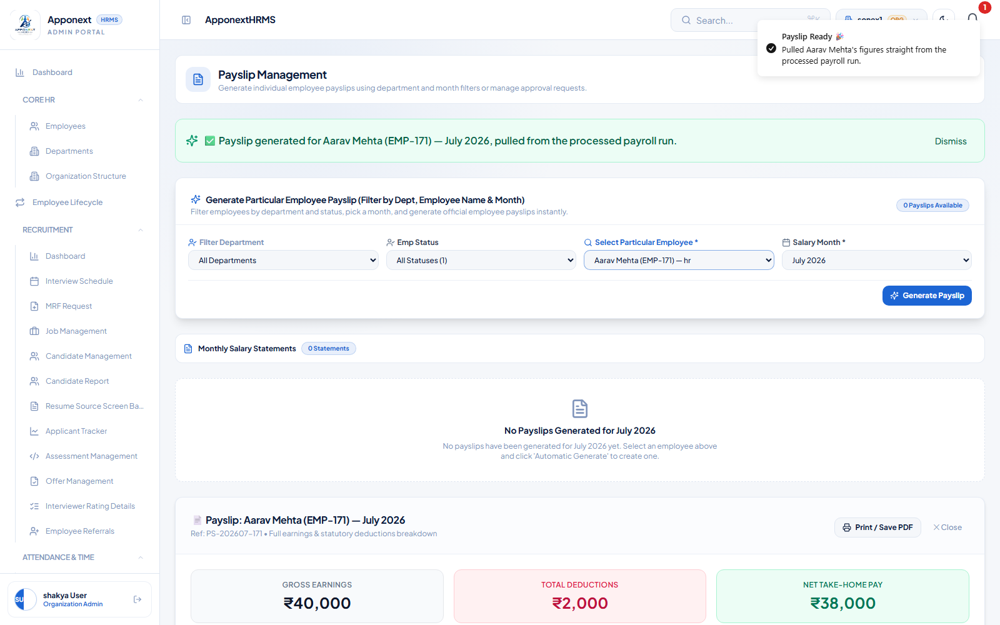 Apponext HRMS
ADMIN PORTAL
Dashboard
CORE HR
Employees
Departments
Organization Structure
Employee Lifecycle
RECRUITMENT
Dashboard
Interview Schedule
MRF Request
Job Management
Candidate Management
Candidate Report
Resume Source Screen Ba...
Applicant Tracker
Assessment Management
Offer Management
Interviewer Rating Details
Employee Referrals
ATTENDANCE & TIME
SU
shakya User
Organization Admin
ApponextHRMS
Search...
⌘K
sonex1 ORG
1
Payslip Ready 🎉
Pulled Aarav Mehta's figures straight from the
processed payroll run.
Payslip Management
Generate individual employee payslips using department and month filters or manage approval requests.
✅ Payslip generated for Aarav Mehta (EMP-171) — July 2026, pulled from the processed payroll run.
Dismiss
Generate Particular Employee Payslip (Filter by Dept, Employee Name & Month)
Filter employees by department and status, pick a month, and generate official employee payslips instantly.
0 Payslips Available
Filter Department
All Departments
Emp Status
All Statuses (1)
Select Particular Employee *
Aarav Mehta (EMP-171) — hr
Salary Month *
July 2026
Generate Payslip
Monthly Salary Statements
0 Statements
No Payslips Generated for July 2026
No payslips have been generated for July 2026 yet. Select an employee above
and click 'Automatic Generate' to create one.
Payslip: Aarav Mehta (EMP-171) — July 2026
Ref: PS-202607-171 • Full earnings & statutory deductions breakdown
Print / Save PDF
Close
GROSS EARNINGS
₹40,000
TOTAL DEDUCTIONS
₹2,000
NET TAKE-HOME PAY
₹38,000